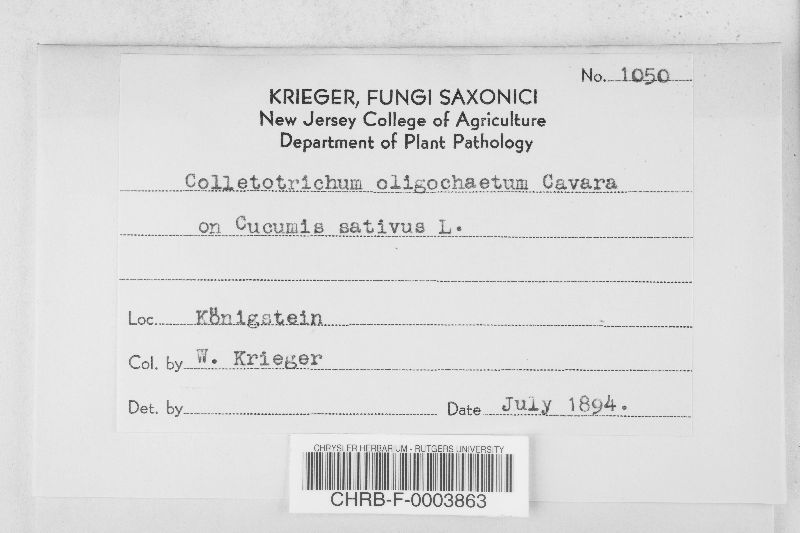 No. 1050
KRIEGER, FUNGI SAXONICI
New Jersey College of Agriculture
Department of Plant Pathology
Colletotrichum oligochaetum Cavara
on Cucumis sativus L.
Loc. Königstein
Col. by W. Krieger
Det. by
Date July 1894.
CHRYSLER HERBARIUM - RUTGERS UNIVERSITY
CHRB-F-0003863